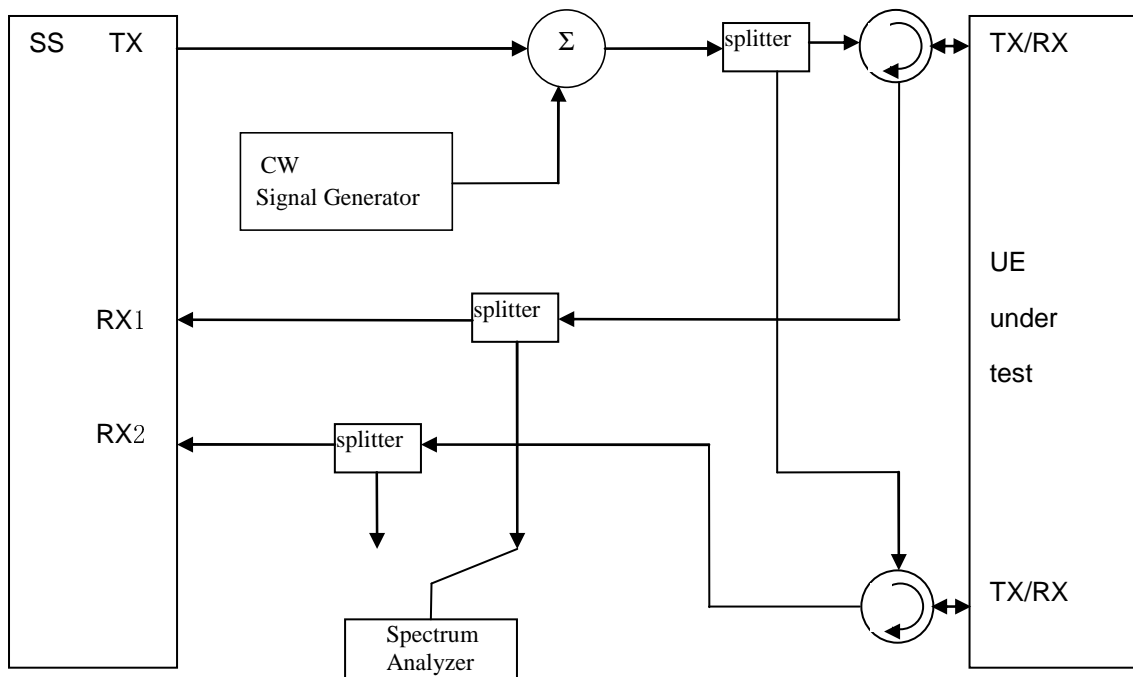 SS TX
Σ
splitter
TX/RX
CW
Signal Generator
UE
under
test
RX1
splitter
RX2
splitter
TX/RX
Spectrum
Analyzer